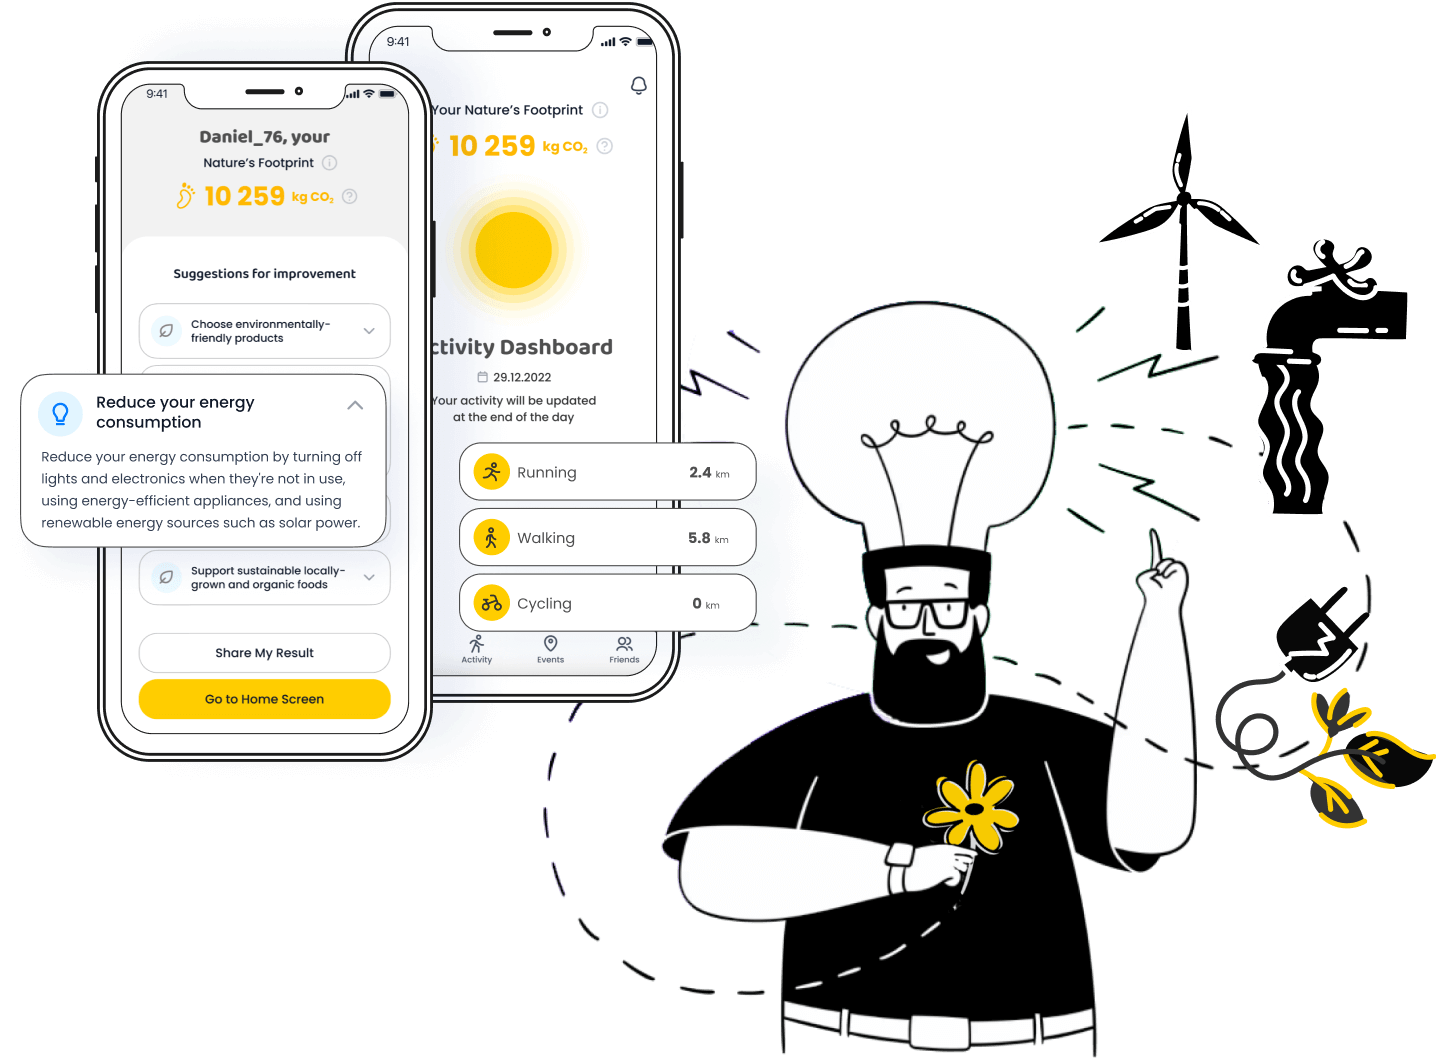 9:41
Daniel_76, your
Nature's Footprint
10 259 kg CO₂
Suggestions for improvement
Choose environmentally-
friendly products
Reduce your energy
consumption
Reduce your energy consumption by turning off
lights and electronics when they're not in use,
using energy-efficient appliances, and using
renewable energy sources such as solar power.
Support sustainable locally-
grown and organic foods
Share My Result
Go to Home Screen
9:41
Your Nature's Footprint
10 259 kg CO₂
ctivity Dashboard
29.12.2022
Your activity will be updated
at the end of the day
Running 2.4 km
Walking 5.8 km
Cycling 0 km
Activity Events Friends